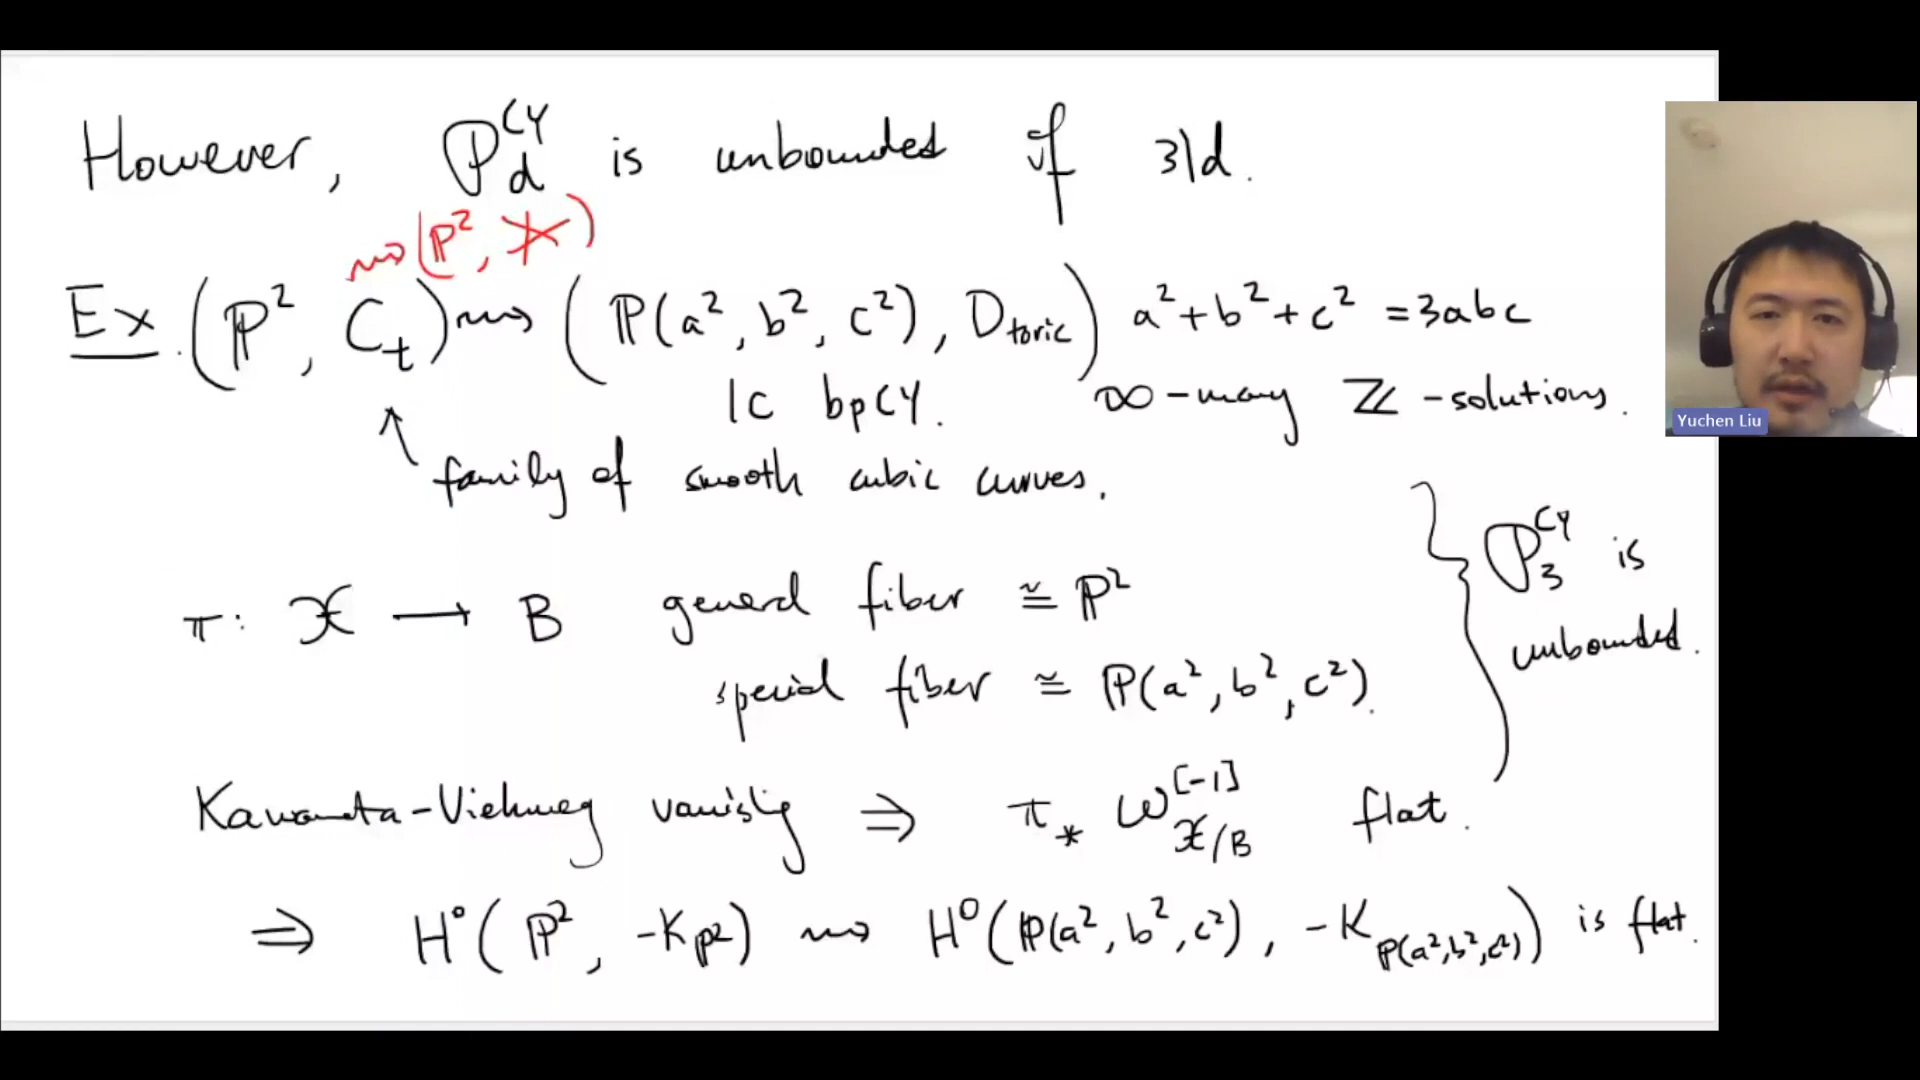 However, 𝒫_d^{CY} is unbounded if 3|d.
⇝ (ℙ², )
Ex. (ℙ², C_t) ⇝ (ℙ(a², b², c²), D_toric) a² + b² + c² = 3abc
lc bpCY. ∞-many ℤ-solutions.
↑ family of smooth cubic curves.
π: 𝒳 → B general fiber ≅ ℙ²
special fiber ≅ ℙ(a², b², c²).
} 𝒫_3^{CY} is unbounded.
Kawamata-Viehweg vanishig ⇒ π_* ω_{𝒳/B}^{[-1]} flat.
⇒ H⁰(ℙ², -K_{ℙ²}) ⇝ H⁰(ℙ(a², b², c²), -K_{ℙ(a²,b²,c²)}) is flat.
Yuchen Liu